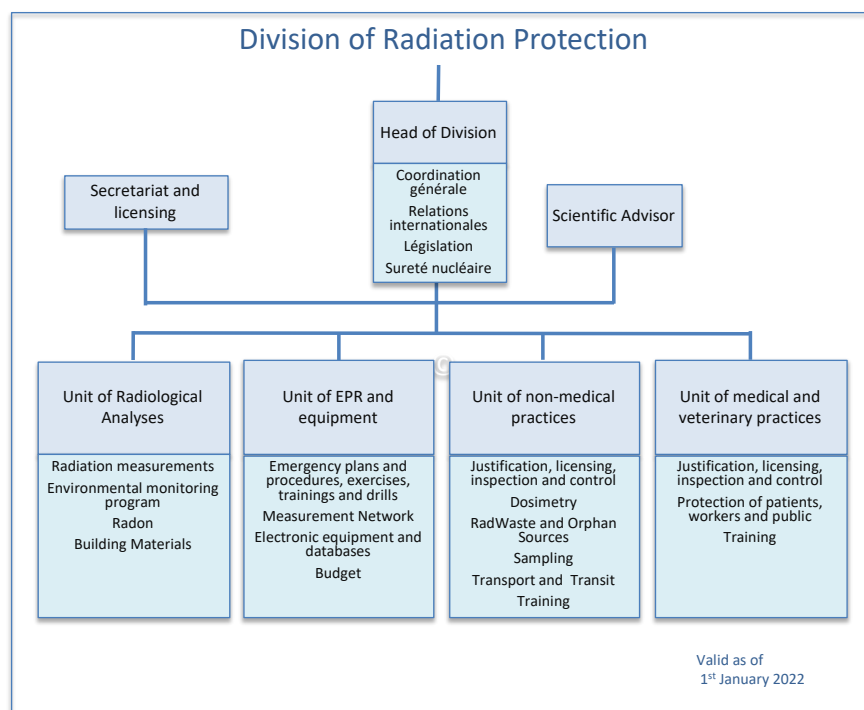 Division of Radiation Protection
Head of Division
Coordination
générale
Relations
internationales
Législation
Sureté nucléaire
Secretariat and
licensing
Scientific Advisor
©
Unit of Radiological
Analyses
Radiation measurements
Environmental monitoring
program
Radon
Building Materials
Unit of EPR and
equipment
Emergency plans and
procedures, exercises,
trainings and drills
Measurement Network
Electronic equipment and
databases
Budget
Unit of non-medical
practices
Justification, licensing,
inspection and control
Dosimetry
RadWaste and Orphan
Sources
Sampling
Transport and Transit
Training
Unit of medical and
veterinary practices
Justification, licensing,
inspection and control
Protection of patients,
workers and public
Training
Valid as of
1st January 2022